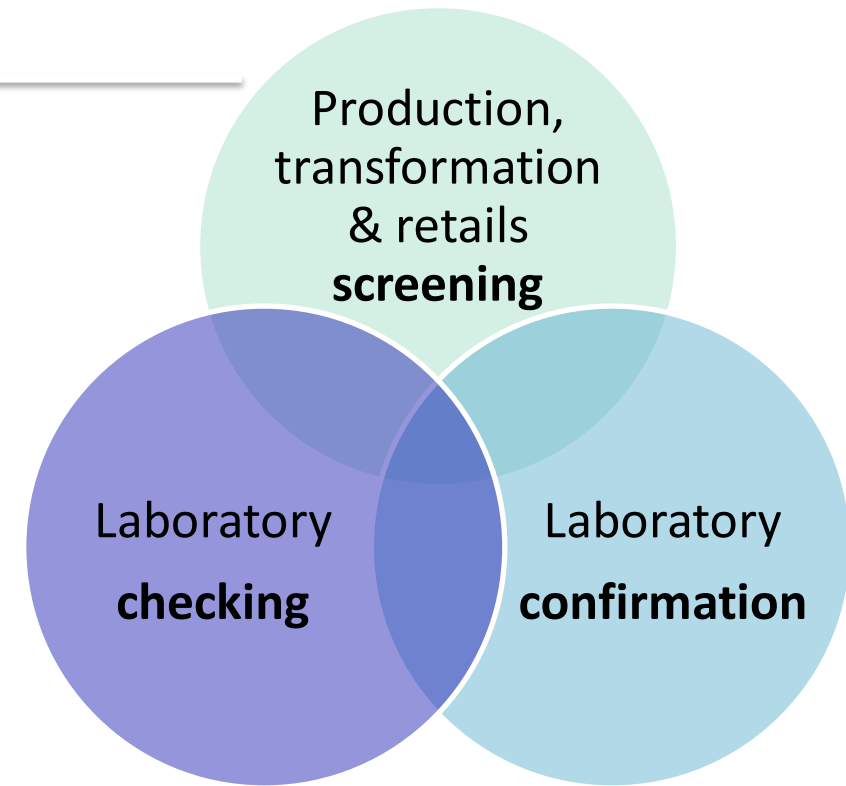 Production,
transformation
& retails
screening
Laboratory
checking
Laboratory
confirmation